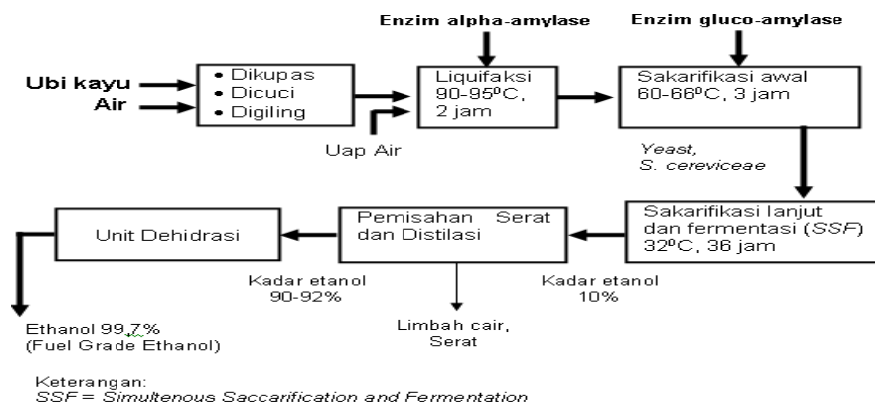 Enzim alpha-amylase
Enzim gluco-amylase
Ubi kayu
Air
• Dikupas
• Dicuci
• Digiling
Liquifaksi
90-95ºC,
2 jam
Sakarifikasi awal
60-66ºC, 3 jam
Uap Air
Yeast,
S. cereviceae
Sakarifikasi lanjut
dan fermentasi (SSF)
32ºC, 36 jam
Pemisahan Serat
dan Distilasi
Unit Dehidrasi
Kadar etanol
90-92%
Kadar etanol
10%
Limbah cair,
Serat
Ethanol 99,7%
(Fuel Grade Ethanol)
Keterangan:
SSF = Simultenous Saccarification and Fermentation